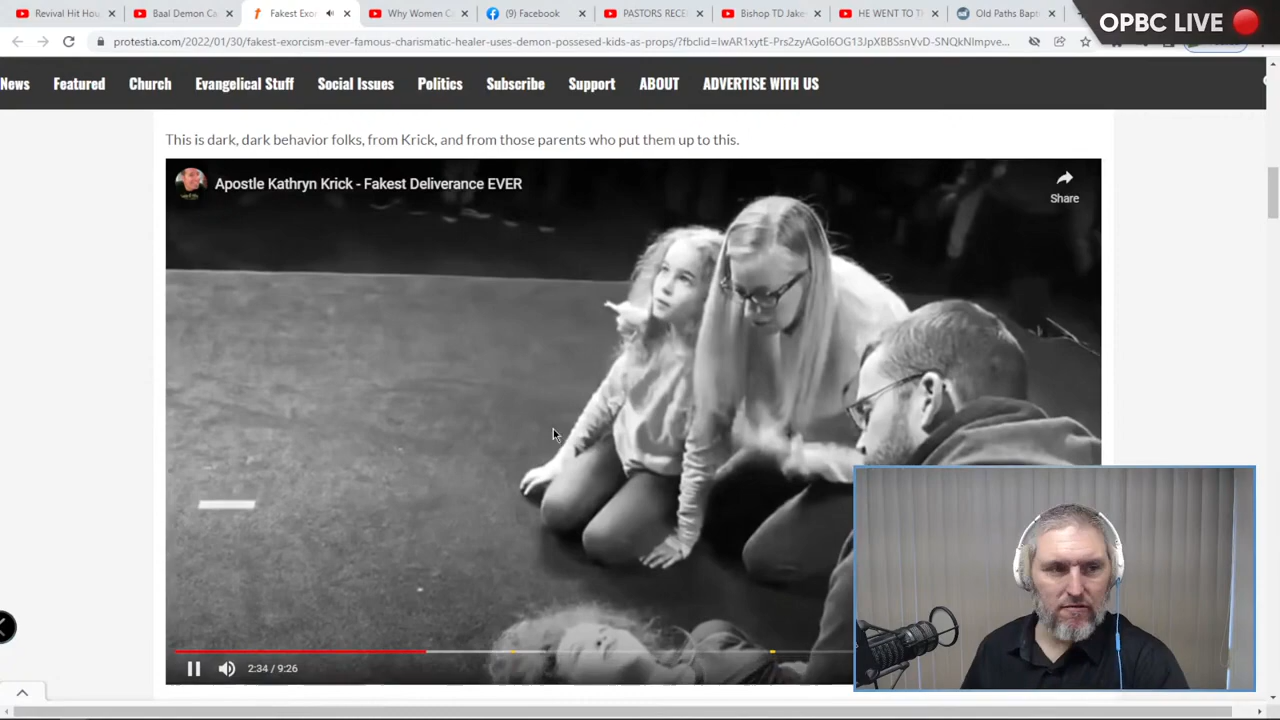 Revival Hit Hou
Baal Demon Ca
Fakest Exor
Why Women C
(9) Facebook
PASTORS RECE
Bishop TD Jake
HE WENT TO T
Old Paths Bapt
OPBC LIVE
protestia.com/2022/01/30/fakest-exorcism-ever-famous-charismatic-healer-uses-demon-possesed-kids-as-props/?fbclid=IwAR1xytE-Prs2zyAGoI6OG13JpXBBSsnVvD-SNQkNlmpve...
News Featured Church Evangelical Stuff Social Issues Politics Subscribe Support ABOUT ADVERTISE WITH US
This is dark, dark behavior folks, from Krick, and from those parents who put them up to this.
Apostle Kathryn Krick - Fakest Deliverance EVER
Share
2:34 / 9:26